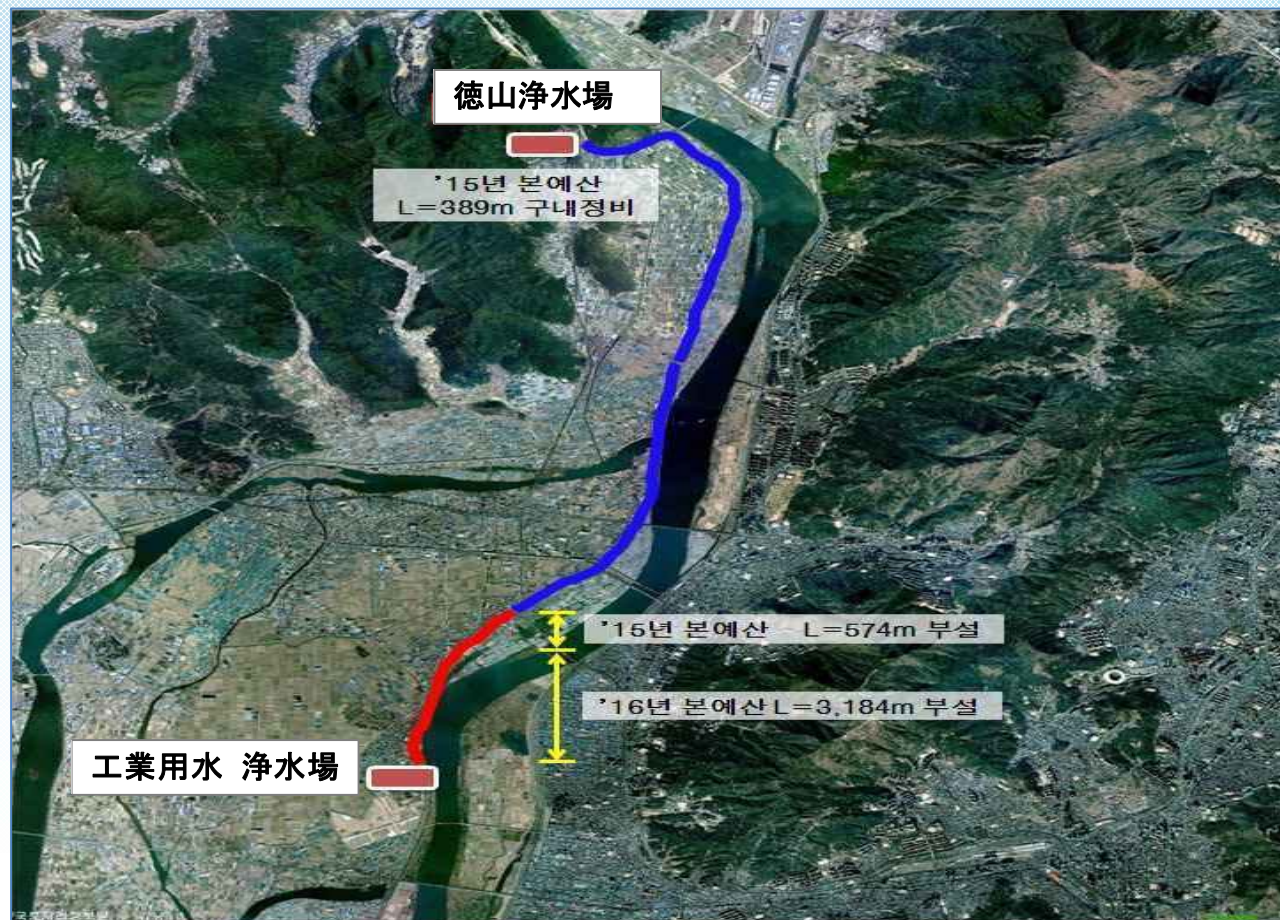 徳山浄水場
'15년 본예산
L=389m 구내정비
'15년 본예산 L=574m 부설
'16년 본예산 L=3,184m 부설
工業用水 浄水場